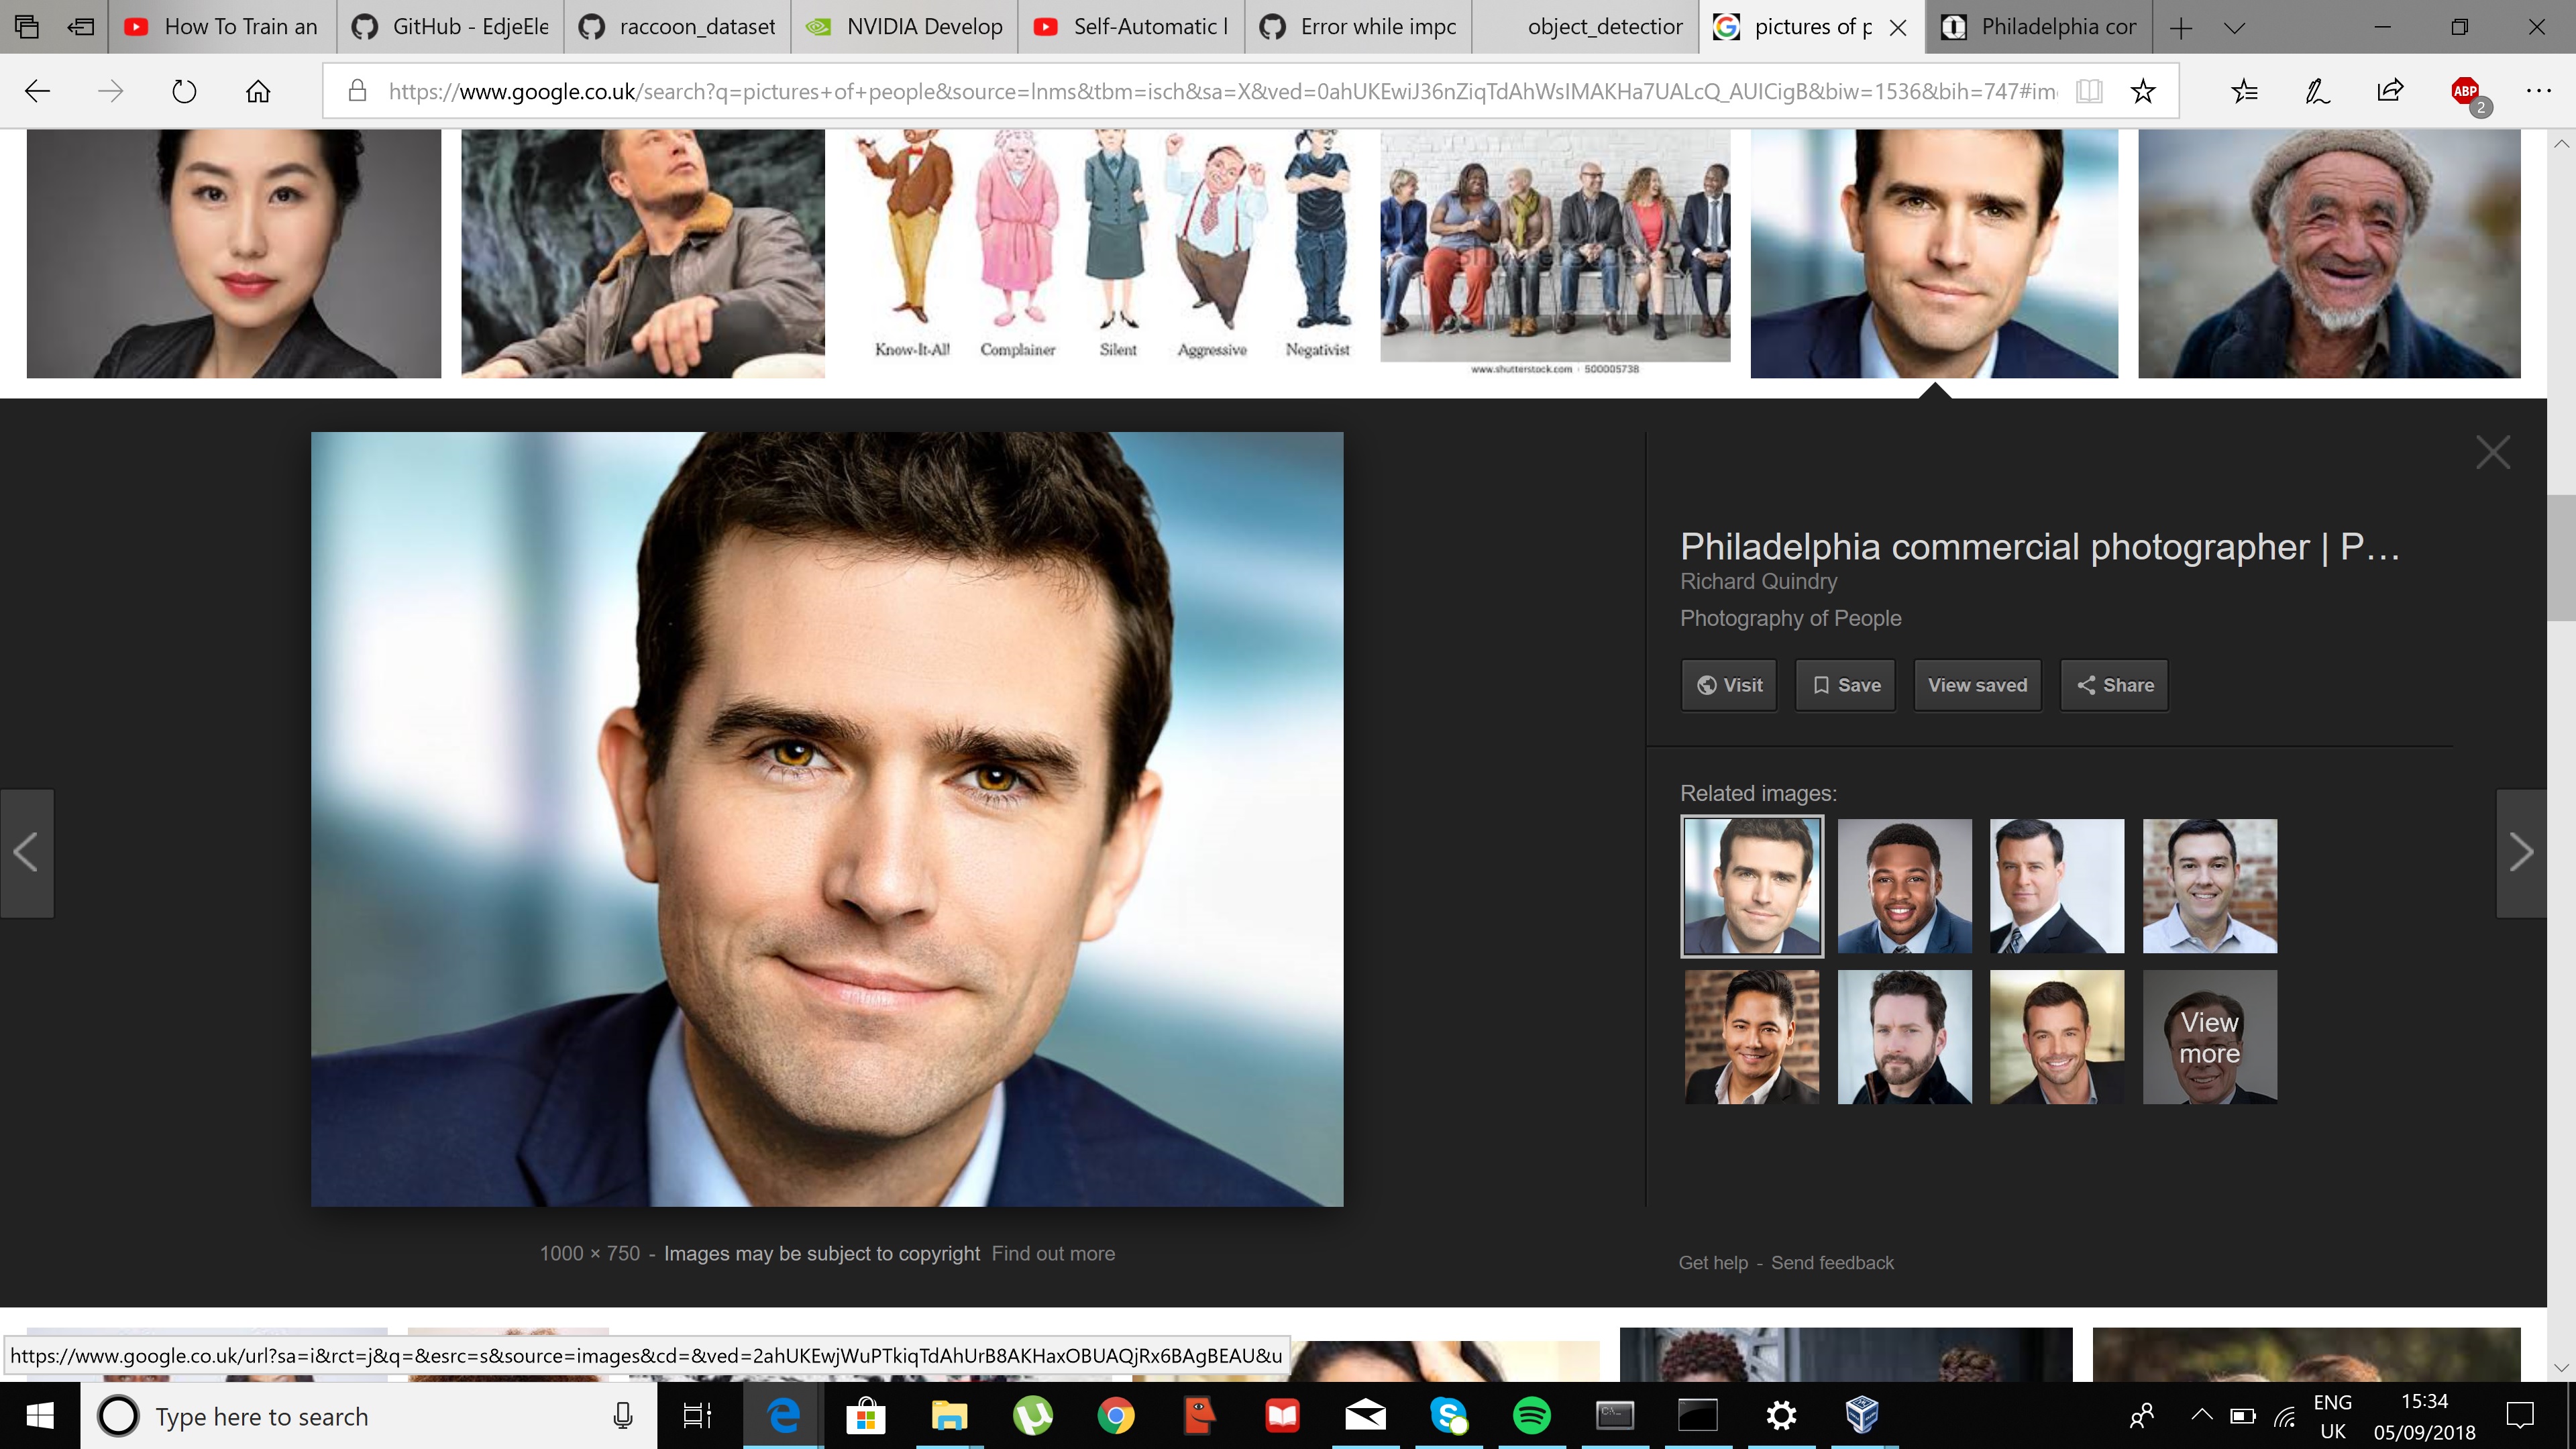 How To Train an
GitHub - EdjeEle
raccoon_dataset
NVIDIA Develop
Self-Automatic l
Error while impc
object_detection
pictures of p
Philadelphia cor
https://www.google.co.uk/search?q=pictures+of+people&source=lnms&tbm=isch&sa=X&ved=0ahUKEwiJ36nZiqTdAhWsIMAKHa7UALcQ_AUICigB&biw=1536&bih=747#im
ABP
2
Know-It-All
Complainer
Silent
Aggressive
Negativist
shutterstock
www.shutterstock.com · 500005738
Philadelphia commercial photographer | P...
Richard Quindry
Photography of People
Visit
Save
View saved
Share
Related images:
View
more
1000 × 750 - Images may be subject to copyright Find out more
Get help - Send feedback
https://www.google.co.uk/url?sa=i&rct=j&q=&esrc=s&source=images&cd=&ved=2ahUKEwjWuPTkiqTdAhUrB8AKHaxOBUAQjRx6BAgBEAU&u
Type here to search
C:\_
ENG
UK
15:34
05/09/2018